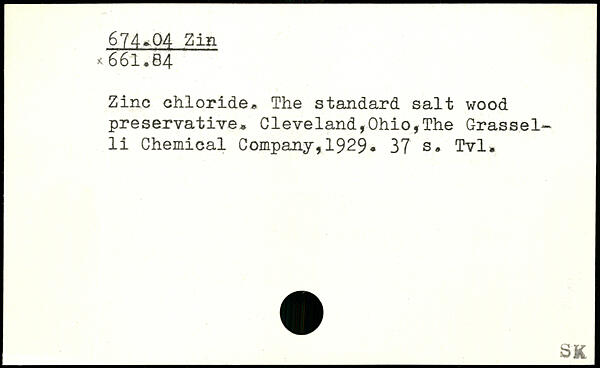 674.04 Zin
x661.84
Zinc chloride. The standard salt wood
preservative. Cleveland,Ohio,The Grassel-
li Chemical Company,1929. 37 s. Tvl.
SK